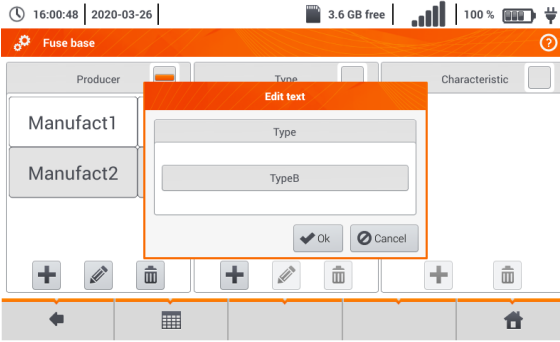 16:00:48 2020-03-26 3.6 GB free 100 %
Fuse base ?
Producer Type Characteristic
Edit text
Manufact1
Type
Manufact2
TypeB
Ok Cancel